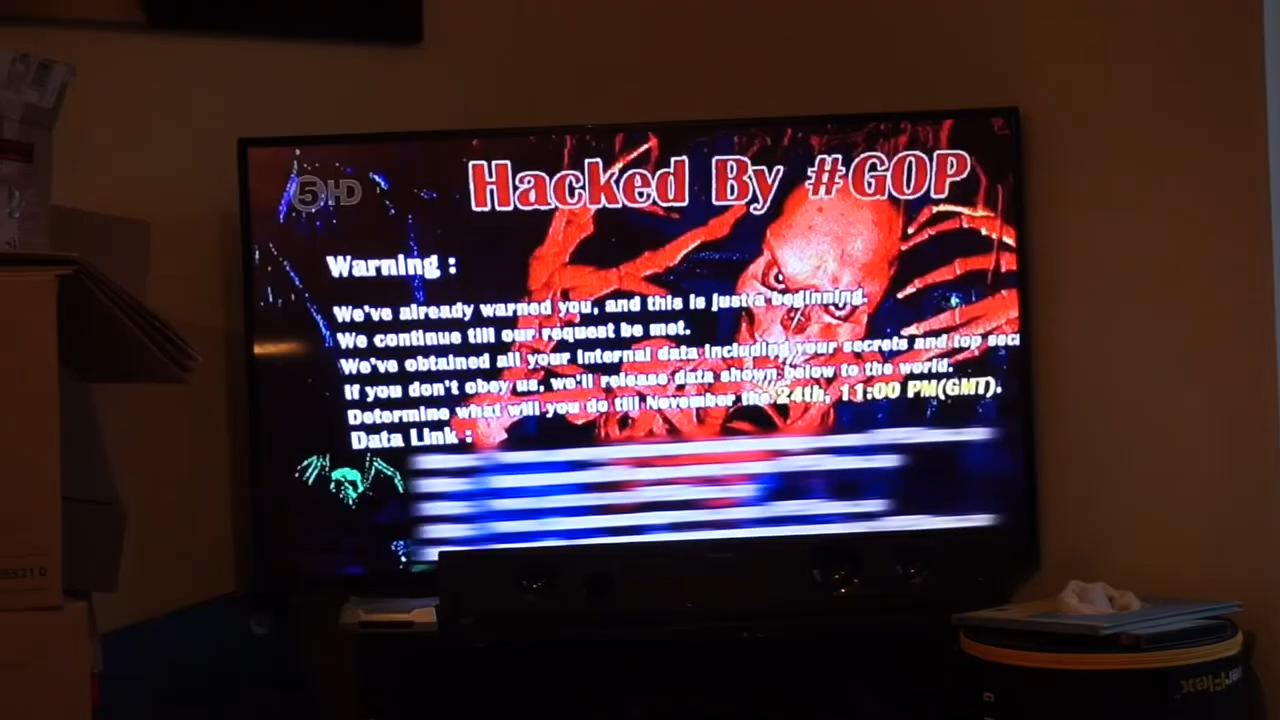 5HD
Hacked By #GOP
Warning :
We've already warned you, and this is just a beginning.
We continue till our request be met.
We've obtained all your internal data including your secrets and top secr
If you don't obey us, we'll release data shown below to the world.
Determine what will you do till November the 24th, 11:00 PM(GMT).
Data Link :